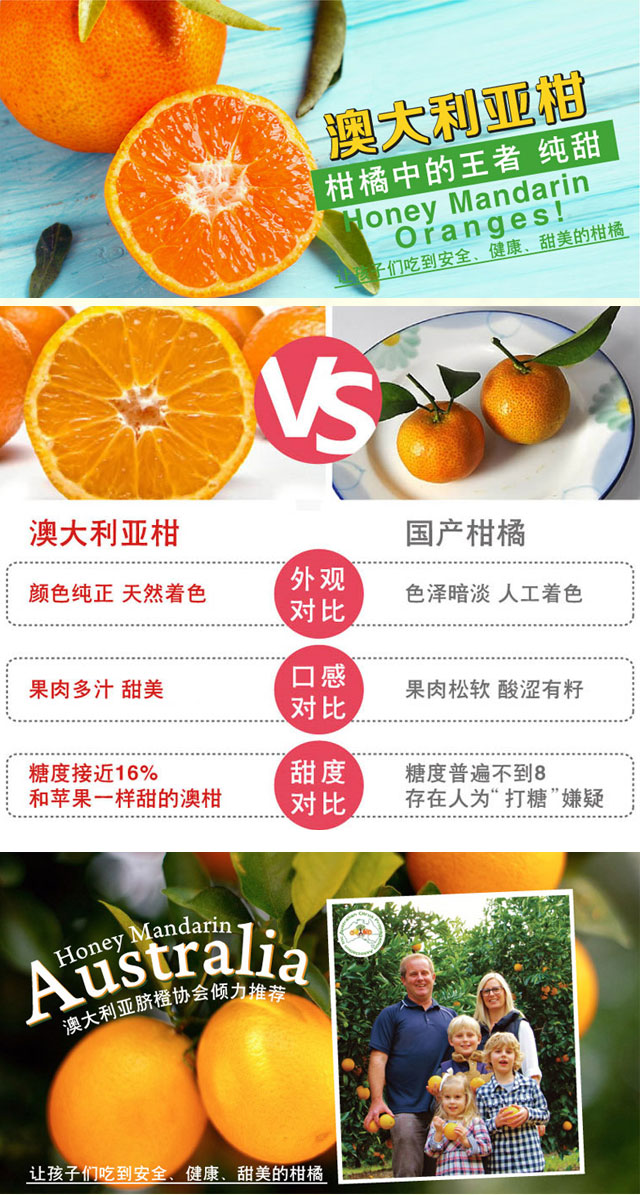 澳大利亚柑
柑橘中的王者 纯甜
Honey Mandarin
Oranges!
让孩子们吃到安全、健康、甜美的柑橘
VS
澳大利亚柑
国产柑橘
颜色纯正 天然着色
外观
对比
色泽暗淡 人工着色
果肉多汁 甜美
口感
对比
果肉松软 酸涩有籽
糖度接近16%
和苹果一样甜的澳柑
甜度
对比
糖度普遍不到8
存在人为“打糖”嫌疑
Honey Mandarin
Australia
澳大利亚脐橙协会倾力推荐
让孩子们吃到安全、健康、甜美的柑橘